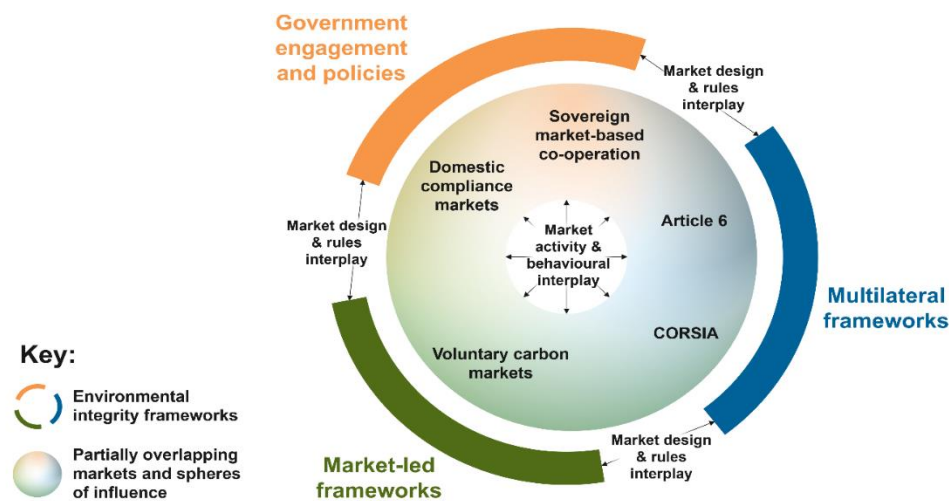 Government
engagement
and policies
Market design
& rules
interplay
Sovereign
market-based
co-operation
Domestic
compliance
markets
Article 6
Market design
& rules
interplay
Market
activity &
behavioural
interplay
Multilateral
frameworks
CORSIA
Voluntary carbon
markets
Key:
Environmental
integrity frameworks
Market design
& rules
interplay
Partially overlapping
markets and spheres
of influence
Market-led
frameworks